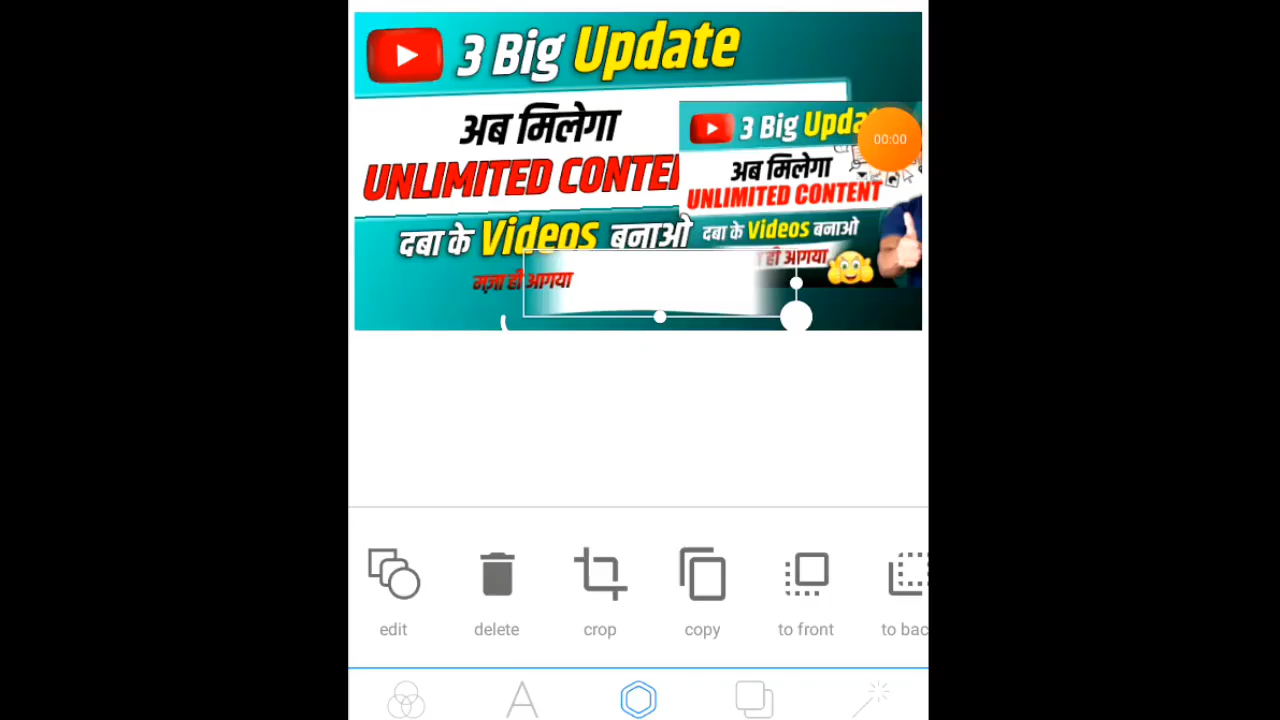 3 Big Update
अब मिलेगा
UNLIMITED CONTE
दबा के Videos बनाओ
मज़ा ही आगया
3 Big Upda
00:00
अब मिलेगा
UNLIMITED CONTENT
दबा के Videos बनाओ
ही आगया
edit delete crop copy to front to bac